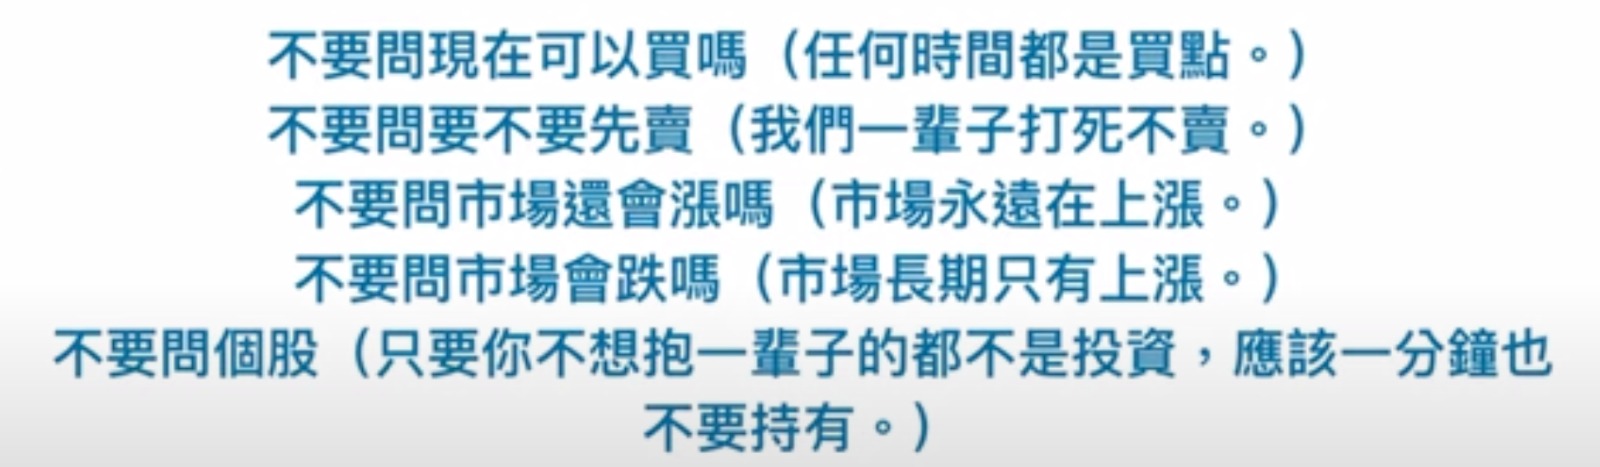 不要問現在可以買嗎（任何時間都是買點。）
不要問要不要先賣（我們一輩子打死不賣。）
不要問市場還會漲嗎（市場永遠在上漲。）
不要問市場會跌嗎（市場長期只有上漲。）
不要問個股（只要你不想抱一輩子的都不是投資，應該一分鐘也
不要持有。）